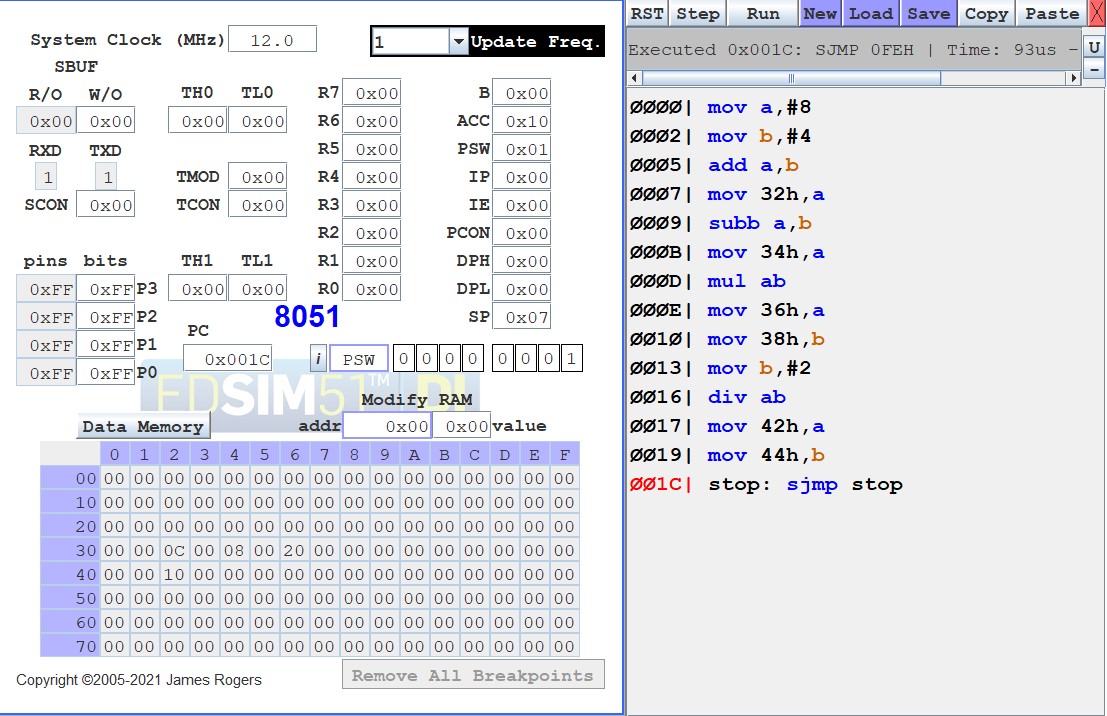 System Clock (MHz) 12.0 1 Update Freq.
SBUF
R/O W/O TH0 TL0 R7 0x00 B 0x00
0x00 0x00 0x00 0x00 R6 0x00 ACC 0x10
RXD TXD R5 0x00 PSW 0x01
1 1 TMOD 0x00 R4 0x00 IP 0x00
SCON 0x00 TCON 0x00 R3 0x00 IE 0x00
R2 0x00 PCON 0x00
pins bits TH1 TL1 R1 0x00 DPH 0x00
0xFF 0xFF P3 0x00 0x00 R0 0x00 DPL 0x00
0xFF 0xFF P2 8051 SP 0x07
0xFF 0xFF P1 PC
0xFF 0xFF P0 0x001C i PSW 0 0 0 0 0 0 0 1
EDSIM51™ DI
Modify RAM
Data Memory addr 0x00 0x00 value
0 1 2 3 4 5 6 7 8 9 A B C D E F
00 00 00 00 00 00 00 00 00 00 00 00 00 00 00 00 00
10 00 00 00 00 00 00 00 00 00 00 00 00 00 00 00 00
20 00 00 00 00 00 00 00 00 00 00 00 00 00 00 00 00
30 00 00 0C 00 08 00 20 00 00 00 00 00 00 00 00 00
40 00 00 10 00 00 00 00 00 00 00 00 00 00 00 00 00
50 00 00 00 00 00 00 00 00 00 00 00 00 00 00 00 00
60 00 00 00 00 00 00 00 00 00 00 00 00 00 00 00 00
70 00 00 00 00 00 00 00 00 00 00 00 00 00 00 00 00
Copyright ©2005-2021 James Rogers Remove All Breakpoints
RST Step Run New Load Save Copy Paste X
Executed 0x001C: SJMP 0FEH | Time: 93us - U
-
0000| mov a,#8
0002| mov b,#4
0005| add a,b
0007| mov 32h,a
0009| subb a,b
000B| mov 34h,a
000D| mul ab
000E| mov 36h,a
0010| mov 38h,b
0013| mov b,#2
0016| div ab
0017| mov 42h,a
0019| mov 44h,b
001C| stop: sjmp stop